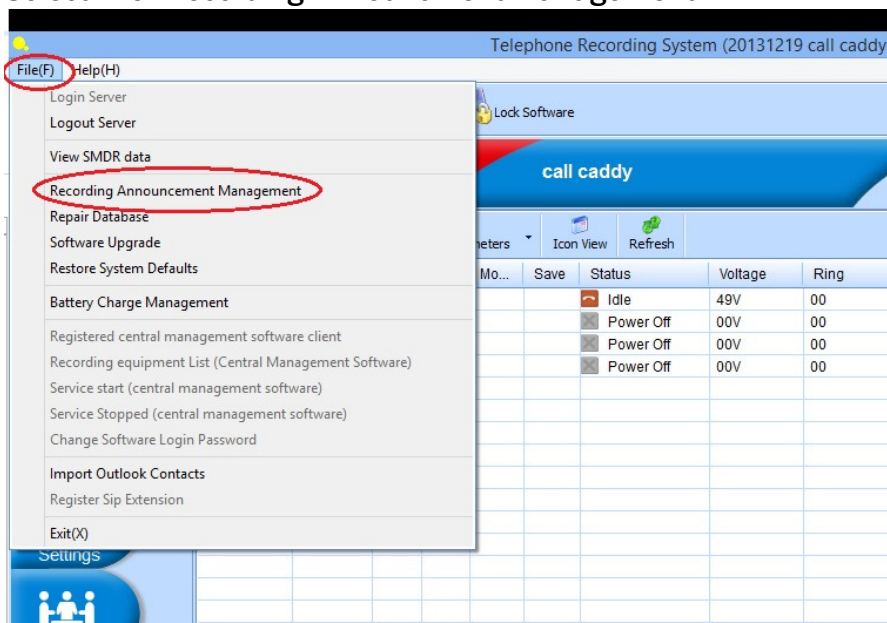 Telephone Recording System (20131219 call caddy
File(F) Help(H)
Login Server
Logout Server
Lock Software
View SMDR data
call caddy
Recording Announcement Management
Repair Database
Software Upgrade
Restore System Defaults
Icon View Refresh
Mo... Save Status Voltage Ring
Battery Charge Management
Idle 49V 00
Power Off 00V 00
Power Off 00V 00
Power Off 00V 00
Registered central management software client
Recording equipment List (Central Management Software)
Service start (central management software)
Service Stopped (central management software)
Change Software Login Password
Import Outlook Contacts
Register Sip Extension
Exit(X)
Settings